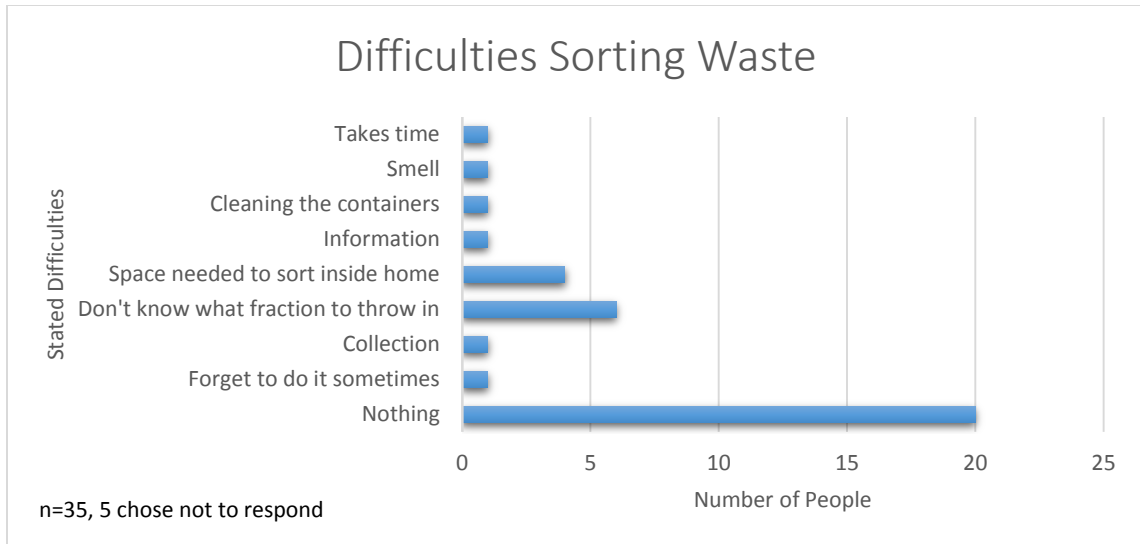 Difficulties Sorting Waste
Stated Difficulties
Takes time
Smell
Cleaning the containers
Information
Space needed to sort inside home
Don't know what fraction to throw in
Collection
Forget to do it sometimes
Nothing
0 5 10 15 20 25
Number of People
n=35, 5 chose not to respond